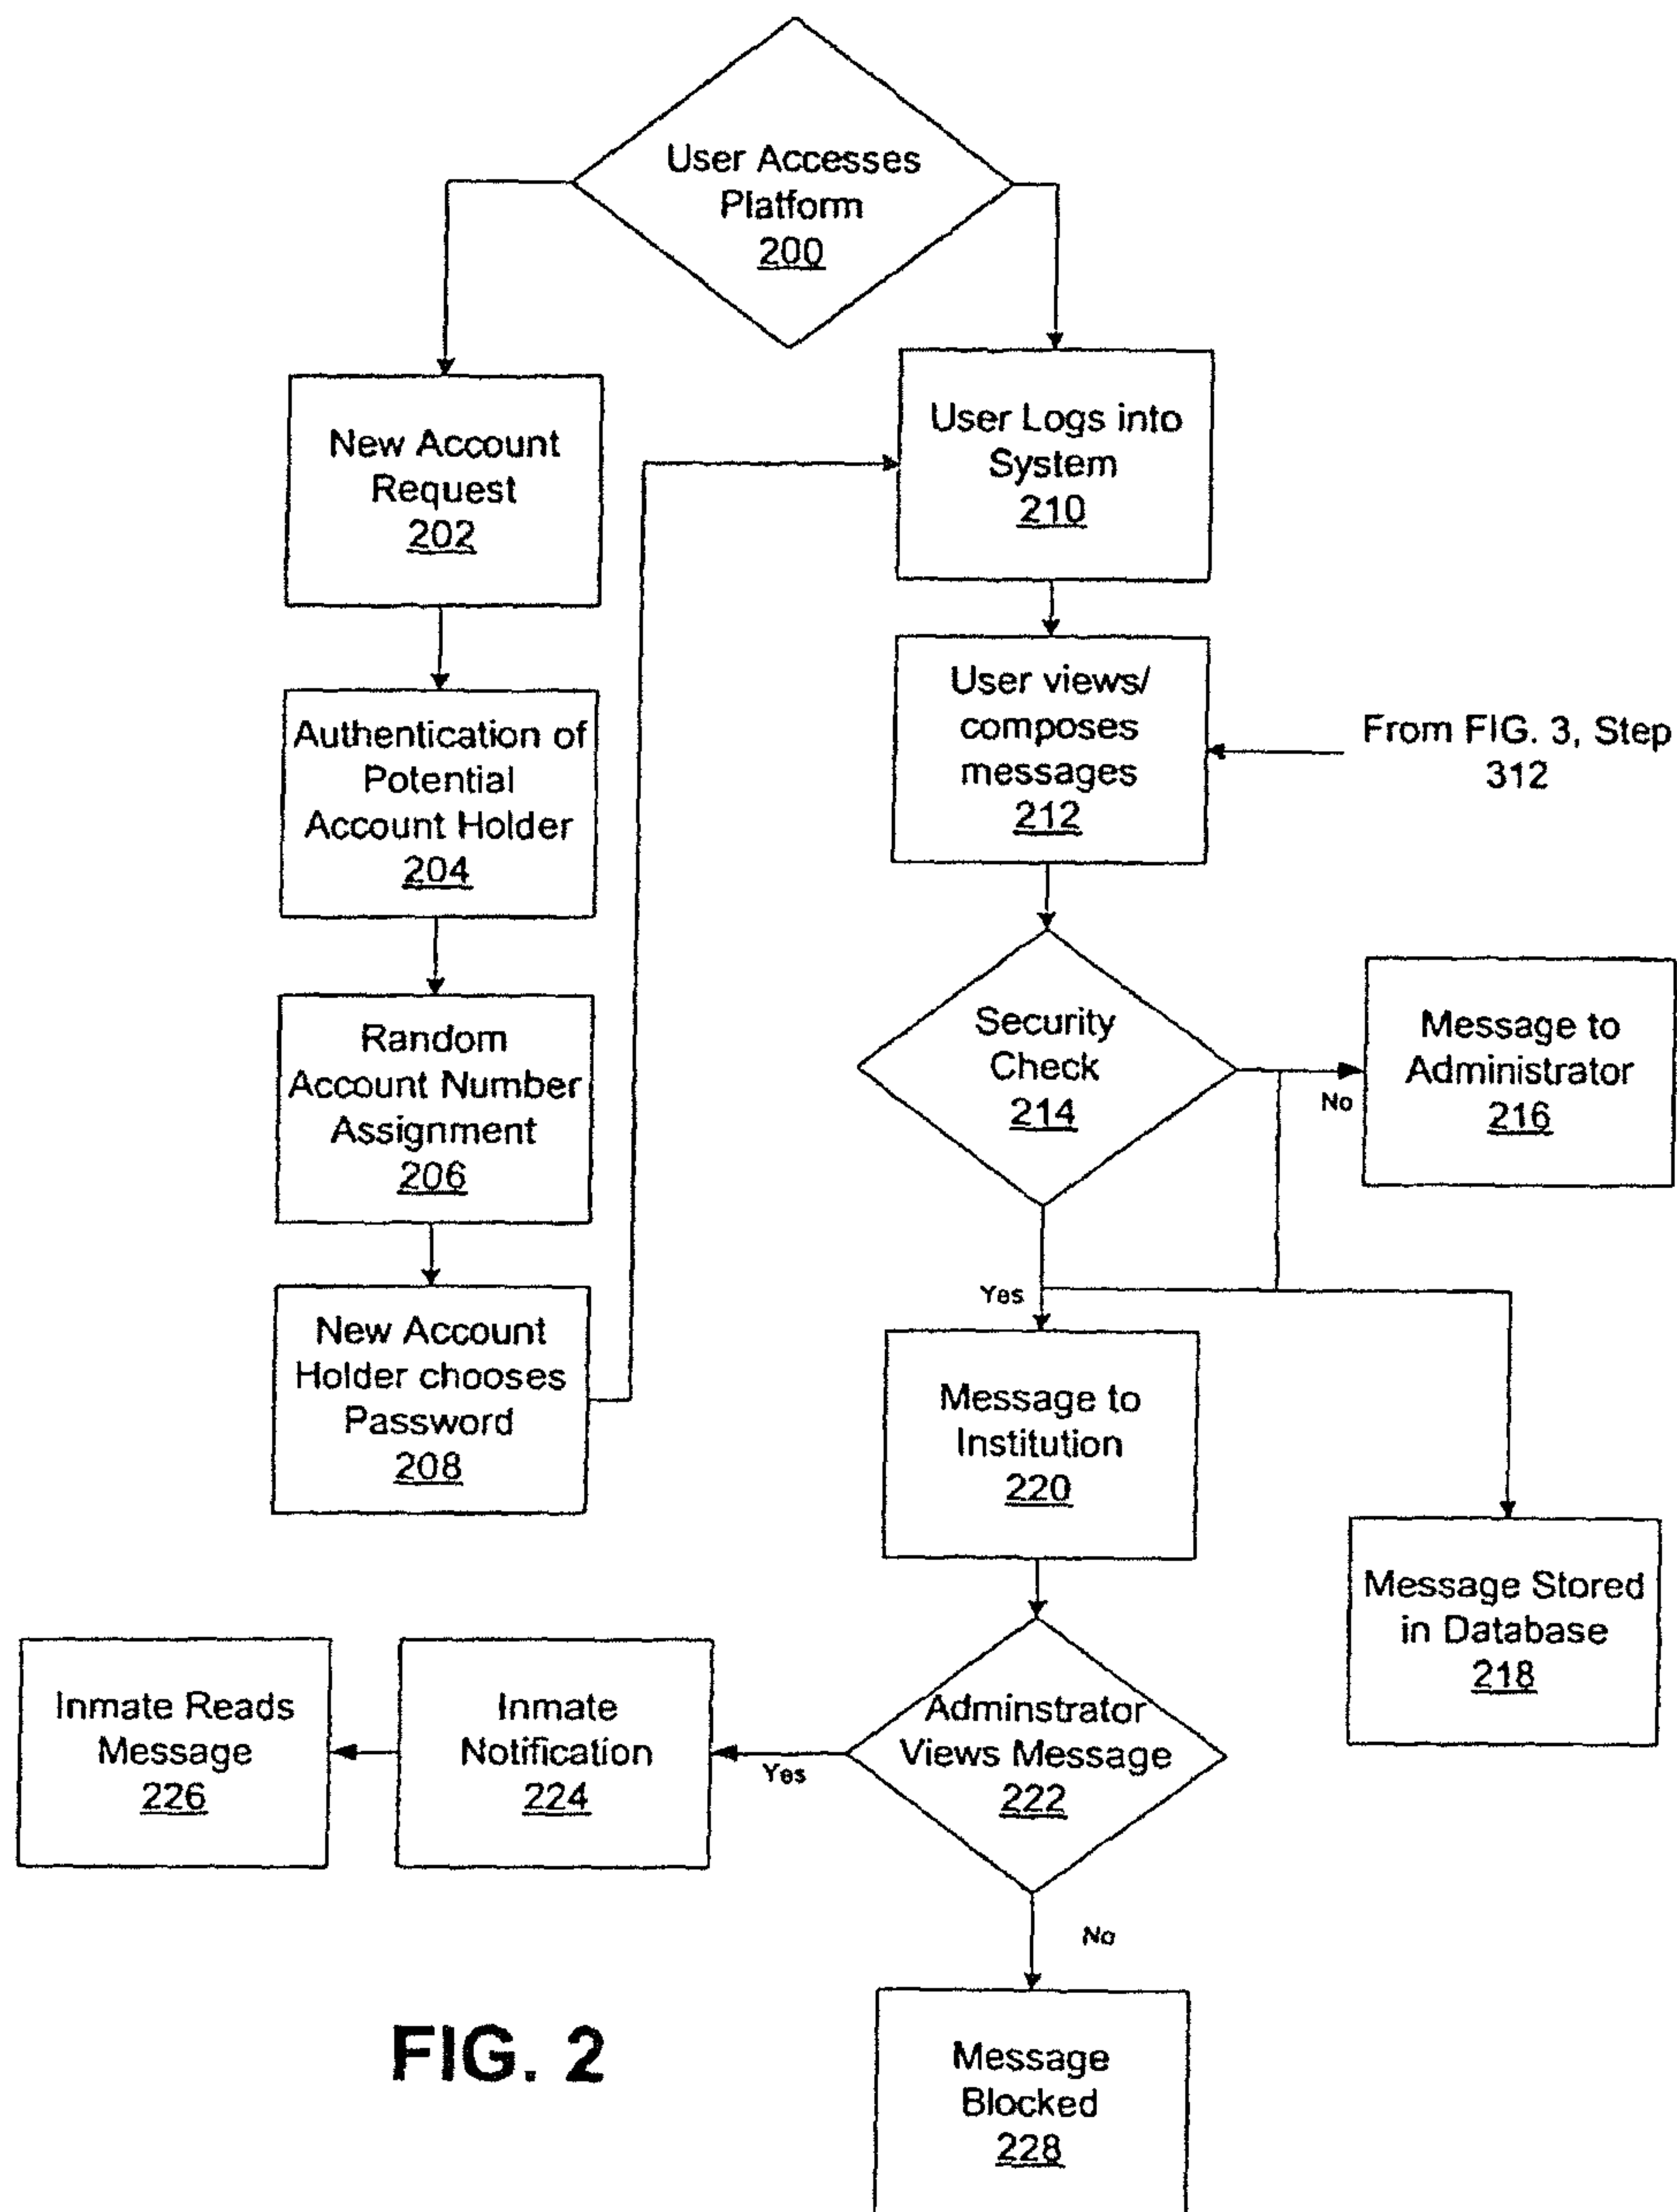 User Accesses
Platform
200
New Account
Request
202
Authentication of
Potential
Account Holder
204
Random
Account Number
Assignment
206
New Account
Holder chooses
Password
208
User Logs into
System
210
User views/
composes
messages
212
From FIG. 3, Step
312
Security
Check
214
No
Message to
Administrator
216
Yes
Message to
Institution
220
Message Stored
in Database
218
Adminstrator
Views Message
222
Yes
Inmate
Notification
224
Inmate Reads
Message
226
No
Message
Blocked
228
FIG. 2